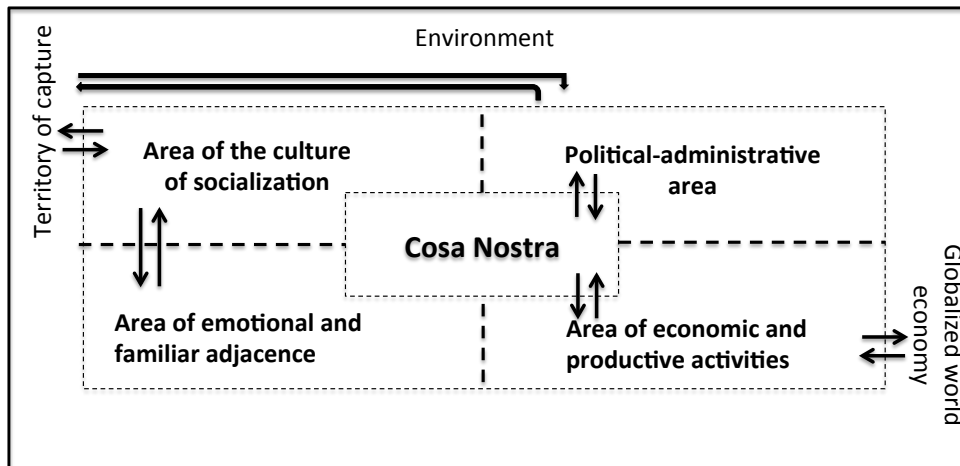 Environment
Territory of capture
Area of the culture
of socialization
Political-administrative
area
Cosa Nostra
Area of emotional and
familiar adjacence
Area of economic and
productive activities
Globalized world
economy